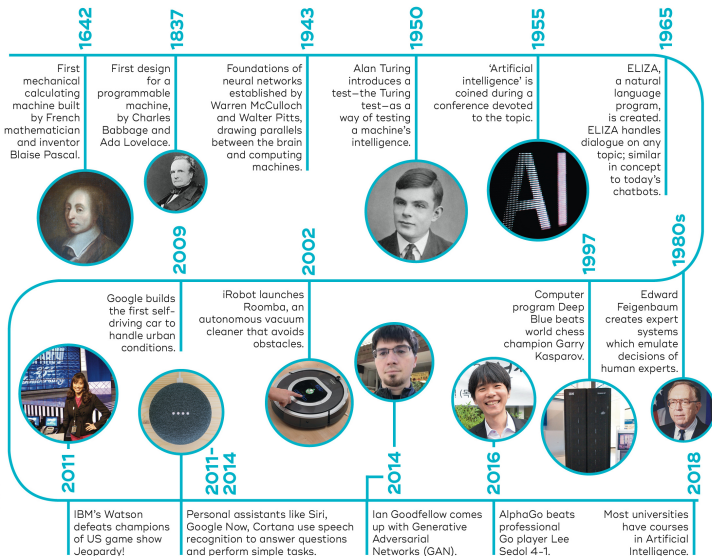 1642
First
mechanical
calculating
machine built
by French
mathematician
and inventor
Blaise Pascal.
1837
First design
for a
programmable
machine,
by Charles
Babbage and
Ada Lovelace.
1943
Foundations of
neural networks
established by
Warren McCulloch
and Walter Pitts,
drawing parallels
between the brain
and computing
machines.
1950
Alan Turing
introduces a
test—the Turing
test—as a
way of testing
a machine's
intelligence.
1955
'Artificial
intelligence' is
coined during a
conference devoted
to the topic.
AI
1965
ELIZA,
a natural
language
program,
is created.
ELIZA handles
dialogue on any
topic; similar
in concept
to today's
chatbots.
1980s
Edward
Feigenbaum
creates expert
systems
which emulate
decisions of
human experts.
1997
Computer
program Deep
Blue beats
world chess
champion Garry
Kasparov.
2002
iRobot launches
Roomba, an
autonomous vacuum
cleaner that avoids
obstacles.
2009
Google builds
the first self-
driving car to
handle urban
conditions.
2011
IBM's Watson
defeats champions
of US game show
Jeopardy!
2011-
2014
Personal assistants like Siri,
Google Now, Cortana use speech
recognition to answer questions
and perform simple tasks.
2014
Ian Goodfellow comes
up with Generative
Adversarial
Networks (GAN).
2016
AlphaGo beats
professional
Go player Lee
Sedol 4-1.
2018
Most universities
have courses
in Artificial
Intelligence.